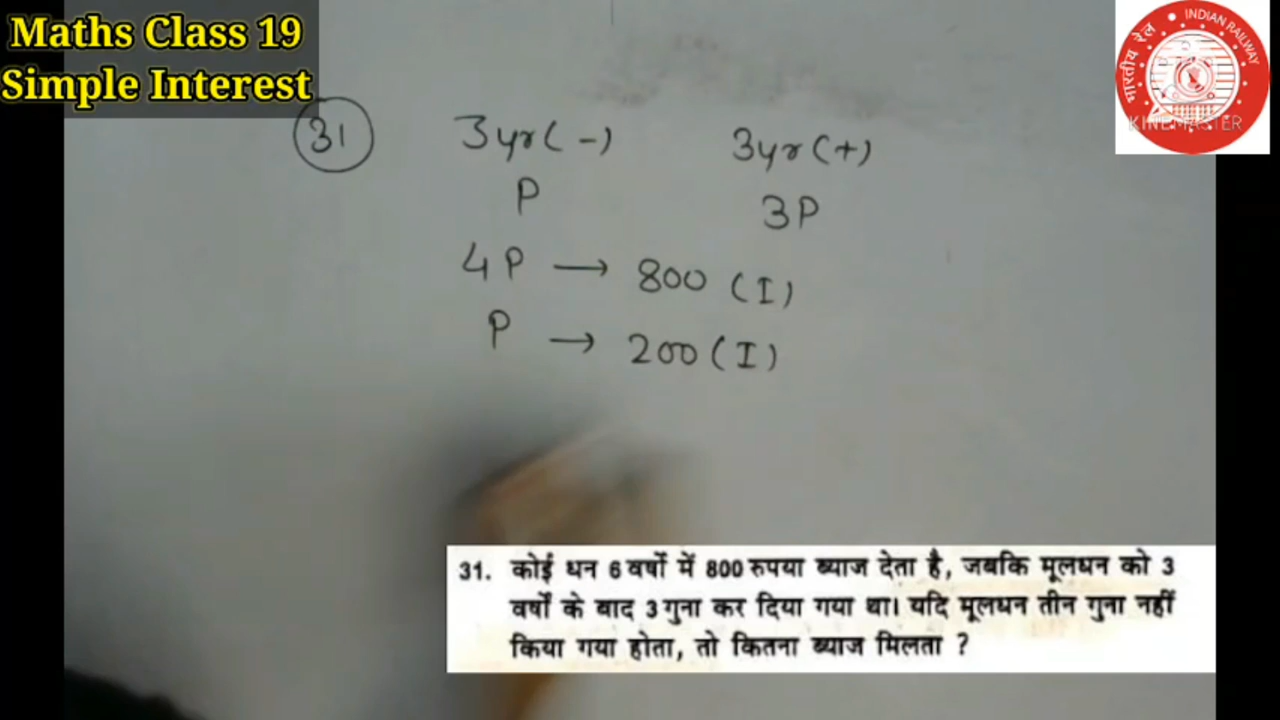 Maths Class 19
Simple Interest
भारतीय रेल INDIAN RAILWAY
KINEMASTER
31 3yr(-) 3yr(+)
P 3P
4P → 800 (I)
P → 200 (I)
31. कोई धन 6 वर्षों में 800 रुपया ब्याज देता है, जबकि मूलधन को 3
वर्षों के बाद 3 गुना कर दिया गया था। यदि मूलधन तीन गुना नहीं
किया गया होता, तो कितना ब्याज मिलता ?